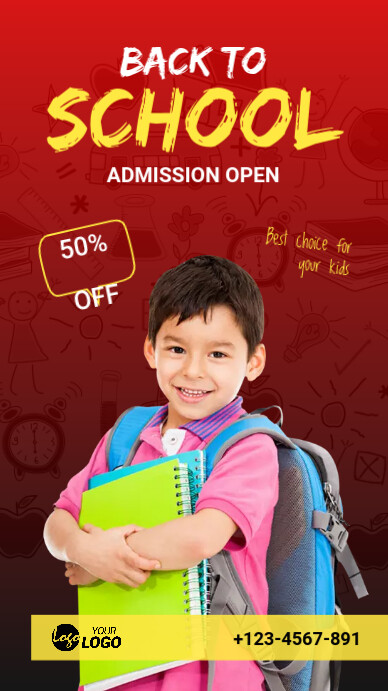 BACK TO
SCHOOL
ADMISSION OPEN
50%
OFF
Best choice for
your kids
Logo
YOUR
LOGO
+123-4567-891